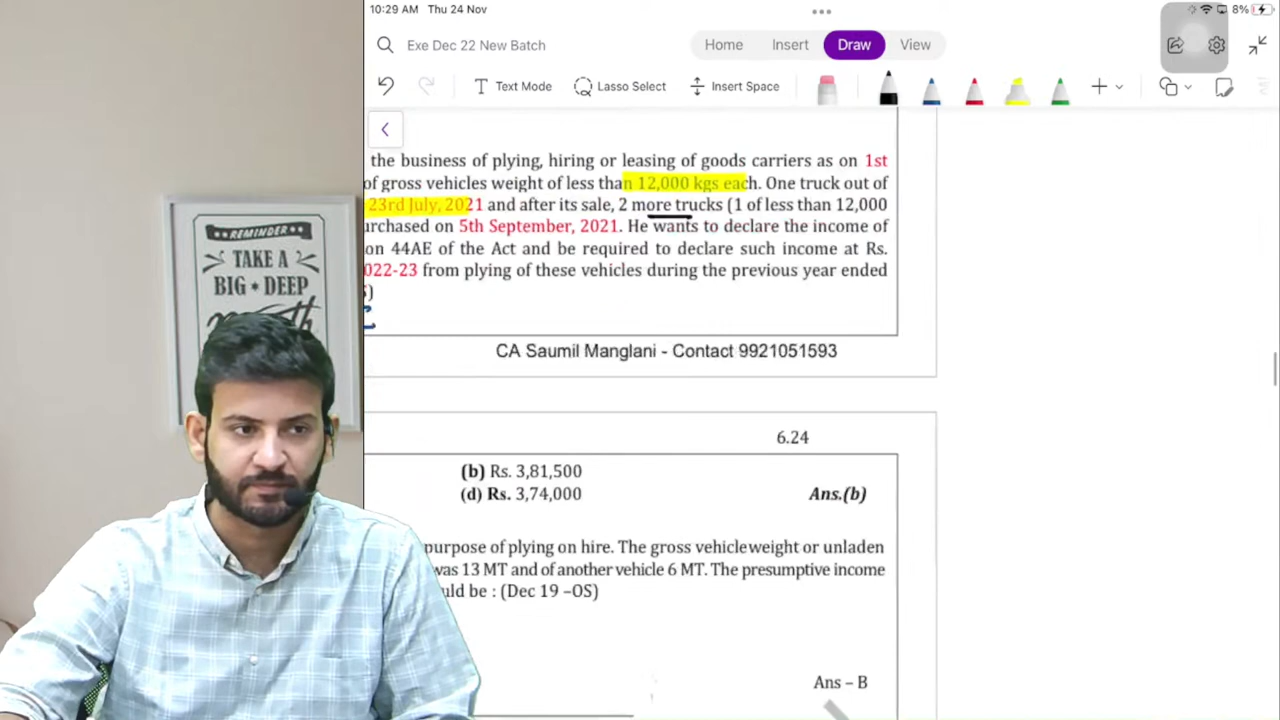 10:29 AM Thu 24 Nov
8%
Exe Dec 22 New Batch
Home Insert Draw View
Text Mode Lasso Select Insert Space
the business of plying, hiring or leasing of goods carriers as on 1st
of gross vehicles weight of less than 12,000 kgs each. One truck out of
23rd July, 2021 and after its sale, 2 more trucks (1 of less than 12,000
urchased on 5th September, 2021. He wants to declare the income of
on 44AE of the Act and be required to declare such income at Rs.
022-23 from plying of these vehicles during the previous year ended
CA Saumil Manglani - Contact 9921051593
6.24
(b) Rs. 3,81,500
(d) Rs. 3,74,000 Ans.(b)
purpose of plying on hire. The gross vehicle weight or unladen
was 13 MT and of another vehicle 6 MT. The presumptive income
uld be : (Dec 19 –OS)
Ans – B
REMINDER
TAKE A
BIG DEEP